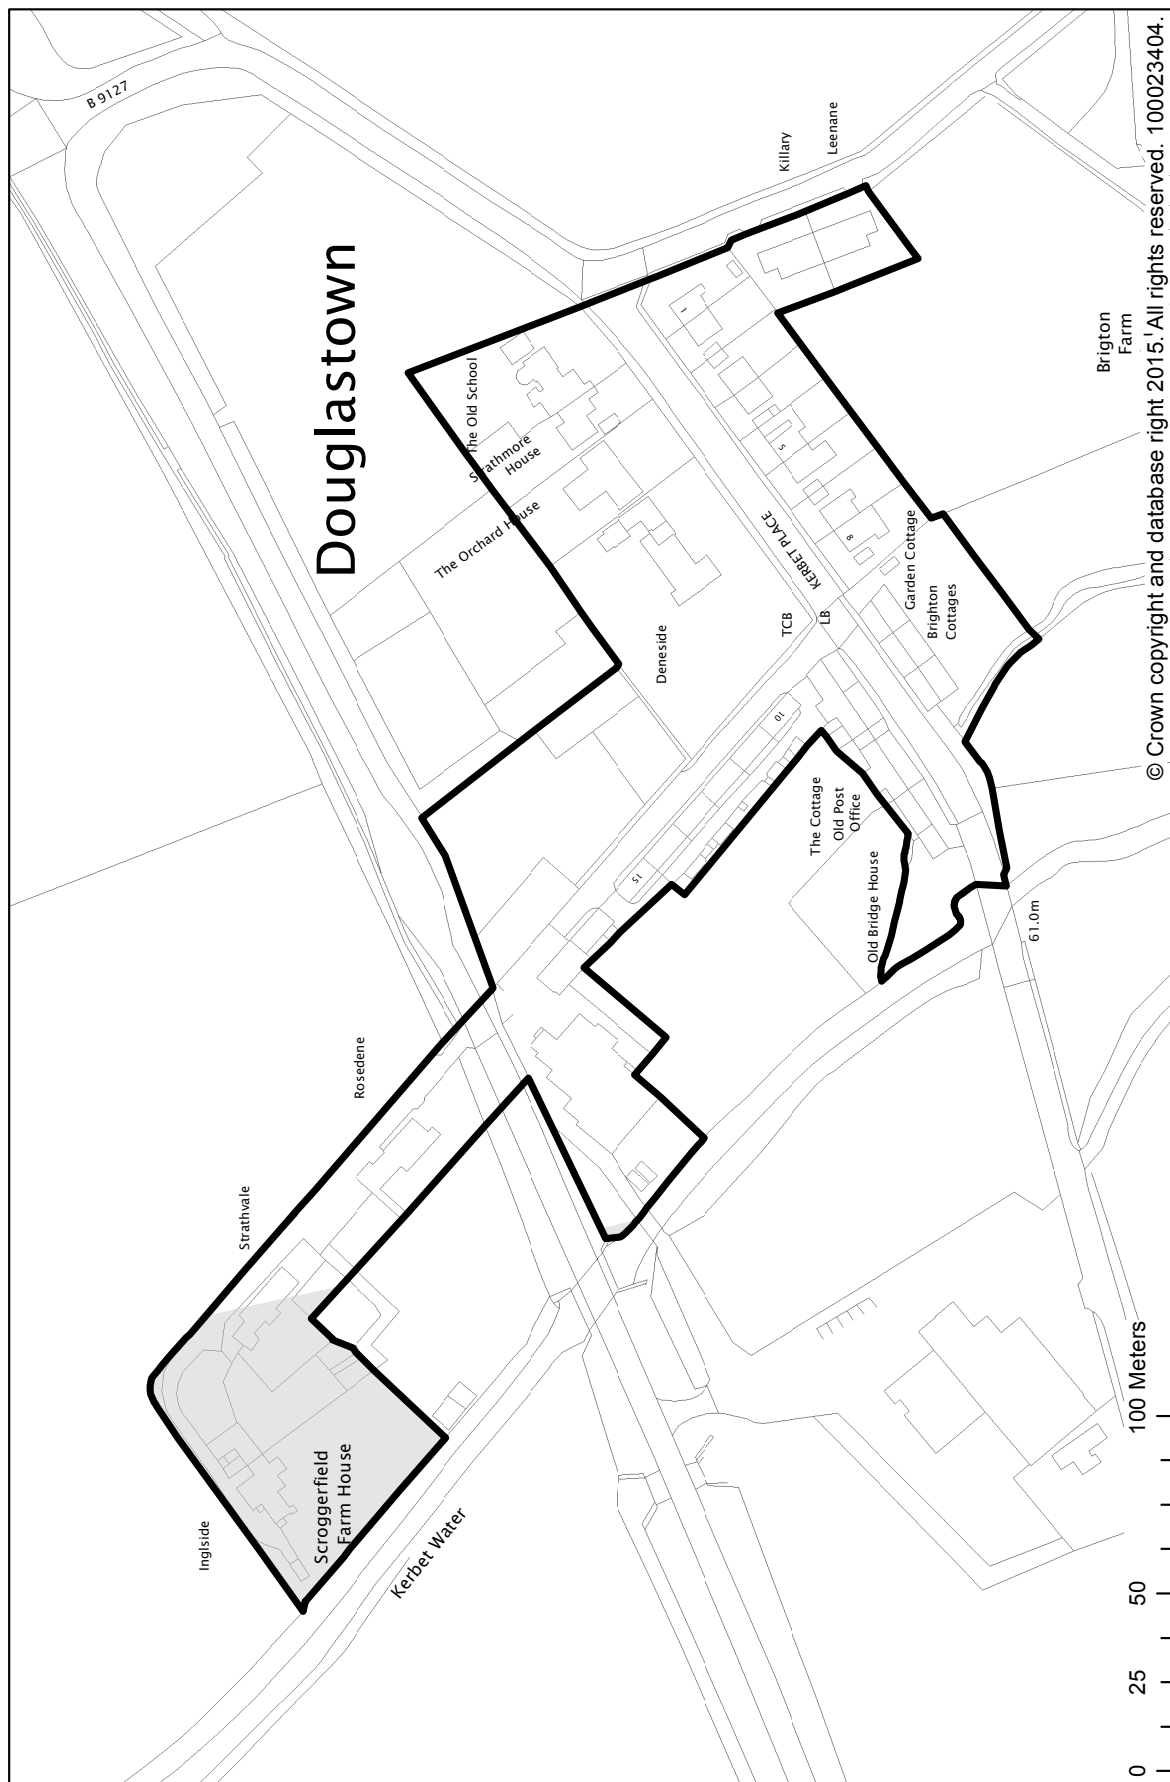 Douglastown
B 9127
Killary
Leenane
The Old School
Strathmore
House
The Orchard House
1
5
8
KERBET PLACE
Garden Cottage
Brighton
Cottages
Brigton
Farm
TCB
LB
Deneside
10
15
The Cottage
Old Post
Office
Old Bridge House
61.0m
Rosedene
Strathvale
Inglside
Scroggerfield
Farm House
Kerbet Water
0
25
50
100 Meters
© Crown copyright and database right 2015. All rights reserved. 100023404.